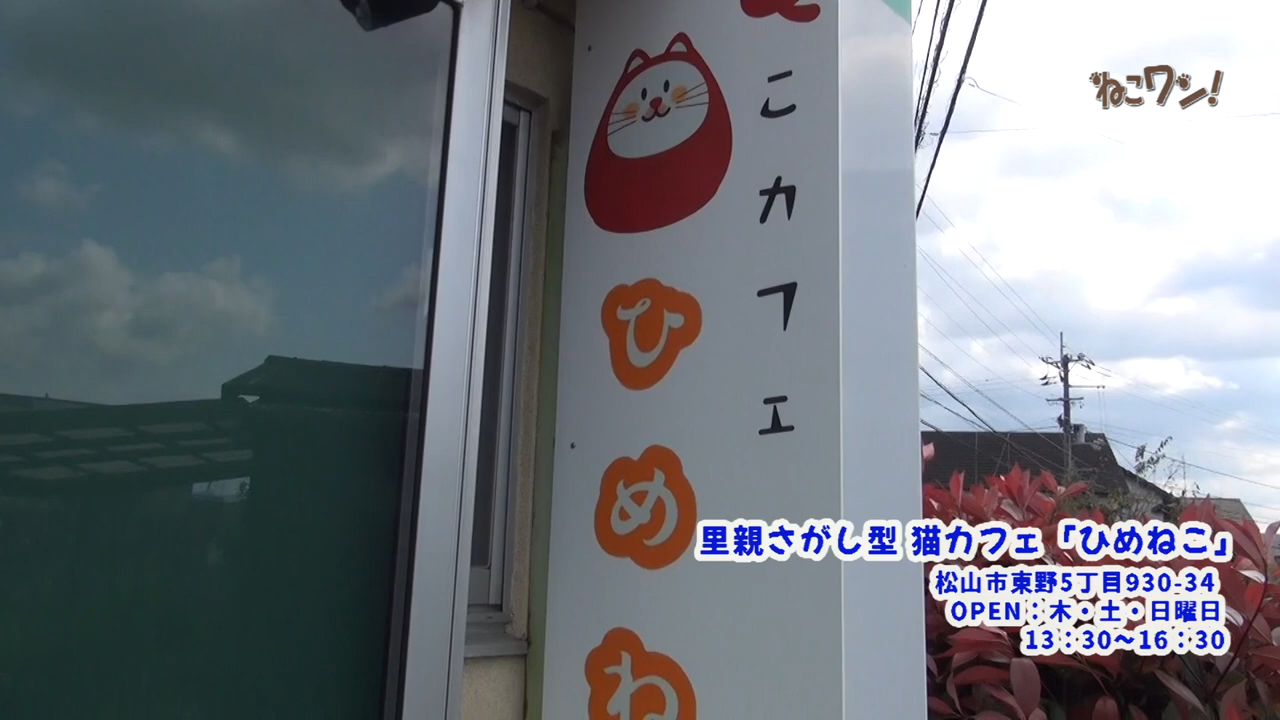 ねこワン!
こカフェ
ひめね
里親さがし型 猫カフェ「ひめねこ」
松山市東野5丁目930-34
OPEN:木・土・日曜日
13:30〜16:30